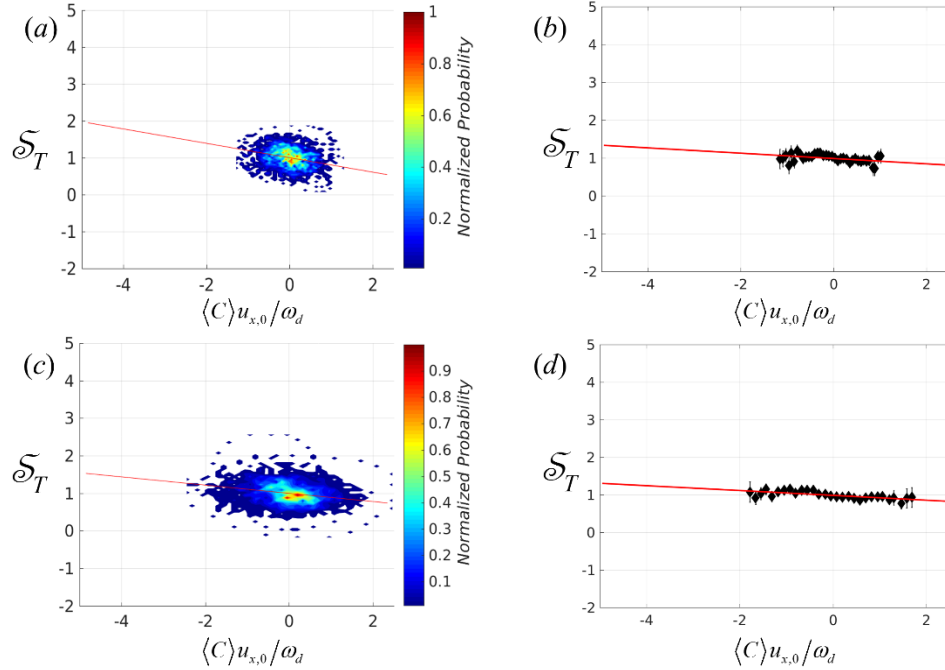 (a)
5
4
3
2
1
0
-1
-2
𝒮_T
-4 -2 0 2
⟨C⟩u_{x,0}/ω_d
1
0.8
0.6
0.4
0.2
Normalized Probability
(b)
5
4
3
2
1
0
-1
-2
𝒮_T
-4 -2 0 2
⟨C⟩u_{x,0}/ω_d
(c)
5
4
3
2
1
0
-1
-2
𝒮_T
-4 -2 0 2
⟨C⟩u_{x,0}/ω_d
0.9
0.8
0.7
0.6
0.5
0.4
0.3
0.2
0.1
Normalized Probability
(d)
5
4
3
2
1
0
-1
-2
𝒮_T
-4 -2 0 2
⟨C⟩u_{x,0}/ω_d